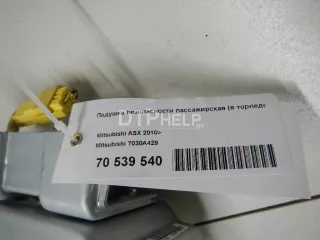 Подушка безопасности пассажирская (в торпедо
Mitsubishi ASX 2010>
Mitsubishi 7030A429
70 539 540
DTPHELP